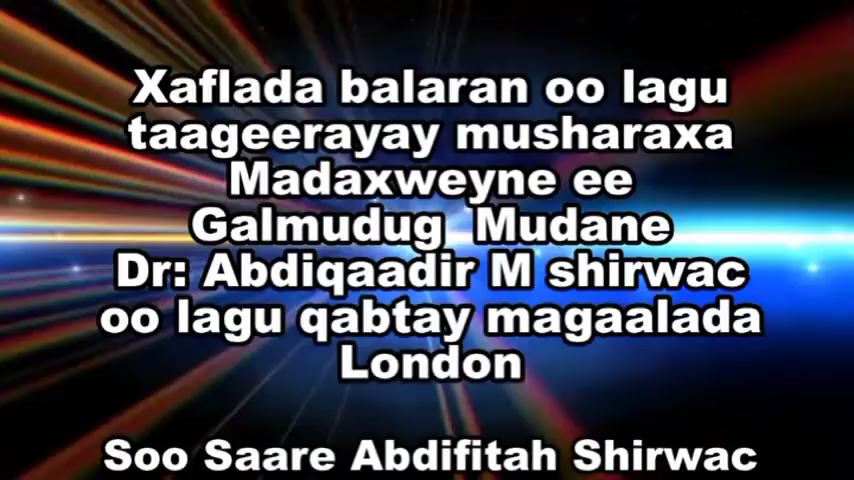 Xaflada balaran oo lagu
taageerayay musharaxa
Madaxweyne ee
Galmudug Mudane
Dr: Abdiqaadir M shirwac
oo lagu qabtay magaalada
London
Soo Saare Abdifitah Shirwac